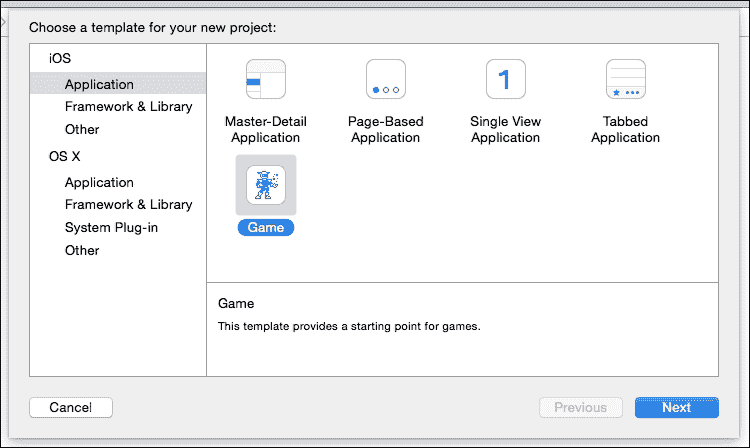 Choose a template for your new project:
iOS
Application
Framework & Library
Other
OS X
Application
Framework & Library
System Plug-in
Other
Master-Detail
Application
Page-Based
Application
1
Single View
Application
Tabbed
Application
Game
Game
This template provides a starting point for games.
Cancel
Previous
Next